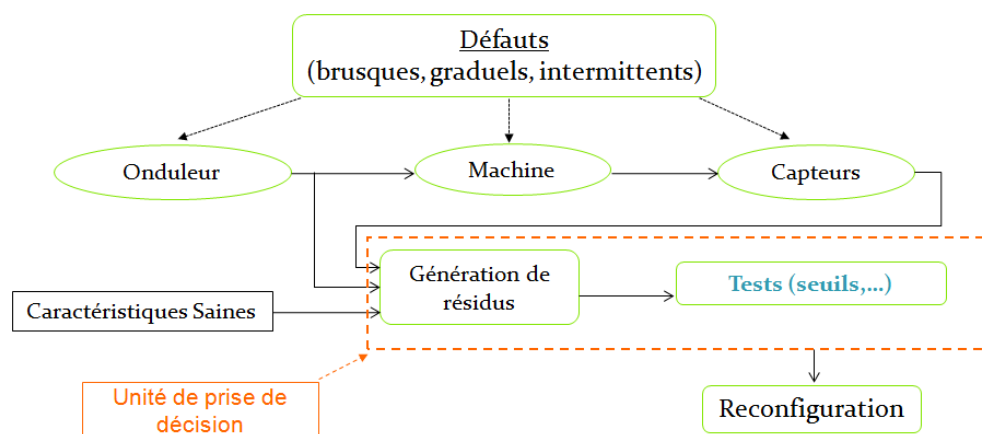 Défauts
(brusques, graduels, intermittents)
Onduleur
Machine
Capteurs
Génération de
résidus
Tests (seuils,...)
Caractéristiques Saines
Unité de prise de
décision
Reconfiguration